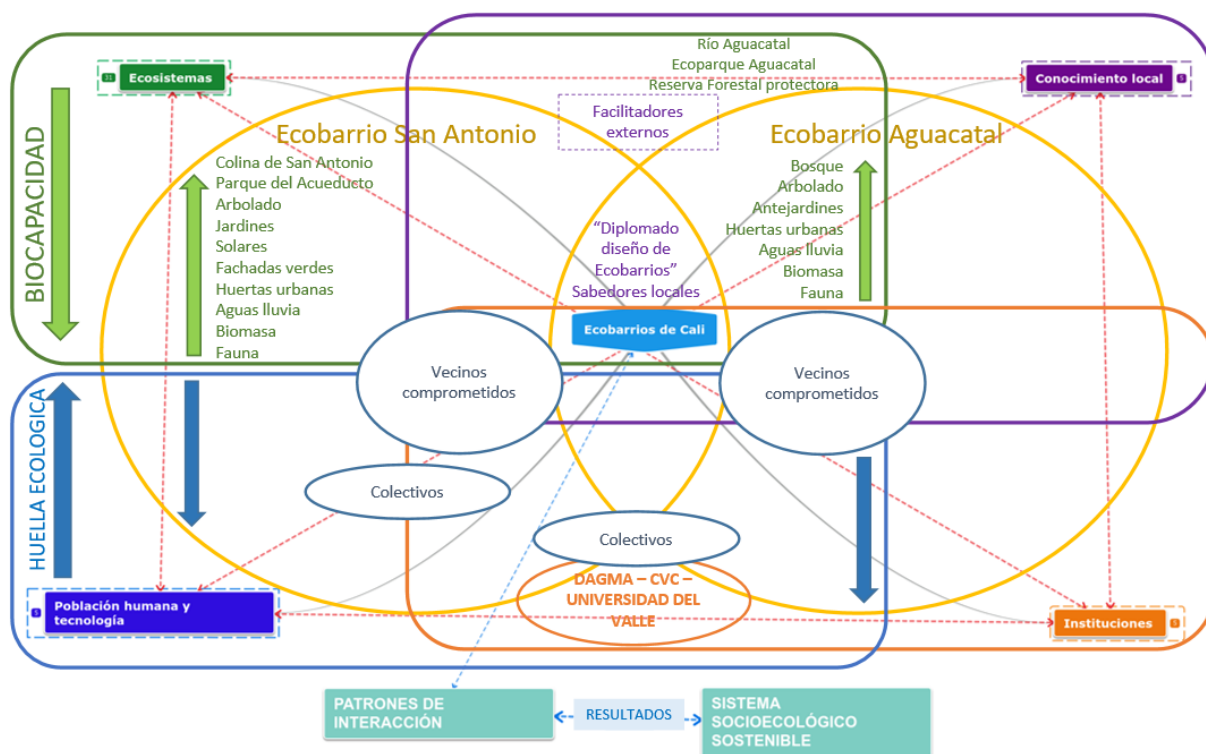 Río Aguacatal
Ecoparque Aguacatal
Reserva Forestal protectora
31
Ecosistemas
Conocimiento local
5
Facilitadores
externos
Ecobarrio San Antonio
Ecobarrio Aguacatal
BIOCAPACIDAD
Colina de San Antonio
Parque del Acueducto
Arbolado
Jardines
Solares
Fachadas verdes
Huertas urbanas
Aguas lluvia
Biomasa
Fauna
“Diplomado
diseño de
Ecobarrios”
Sabedores locales
Bosque
Arbolado
Antejardines
Huertas urbanas
Aguas lluvia
Biomasa
Fauna
Ecobarrios de Cali
Vecinos
comprometidos
Vecinos
comprometidos
HUELLA ECOLOGICA
Colectivos
Colectivos
DAGMA – CVC –
UNIVERSIDAD DEL
VALLE
5
Población humana y
tecnología
Instituciones
5
PATRONES DE
INTERACCIÓN
RESULTADOS
SISTEMA
SOCIOECOLÓGICO
SOSTENIBLE